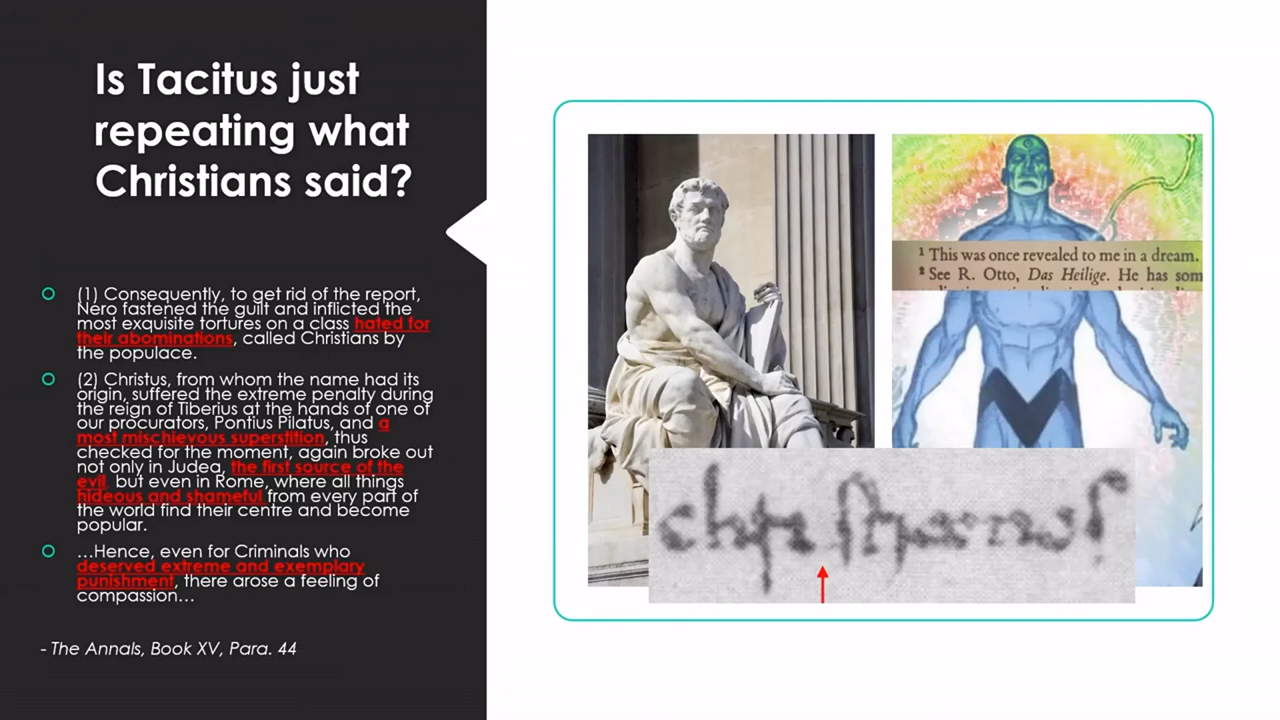 Is Tacitus just
repeating what
Christians said?
(1) Consequently, to get rid of the report,
Nero fastened the guilt and inflicted the
most exquisite tortures on a class hated for
their abominations, called Christians by
the populace.
(2) Christus, from whom the name had its
origin, suffered the extreme penalty during
the reign of Tiberius at the hands of one of
our procurators, Pontius Pilatus, and a
most mischievous superstition, thus
checked for the moment, again broke out
not only in Judea, the first source of the
evil, but even in Rome, where all things
hideous and shameful from every part of
the world find their centre and become
popular.
…Hence, even for Criminals who
deserved extreme and exemplary
punishment, there arose a feeling of
compassion…
- The Annals, Book XV, Para. 44
¹ This was once revealed to me in a dream.
² See R. Otto, Das Heilige. He has som